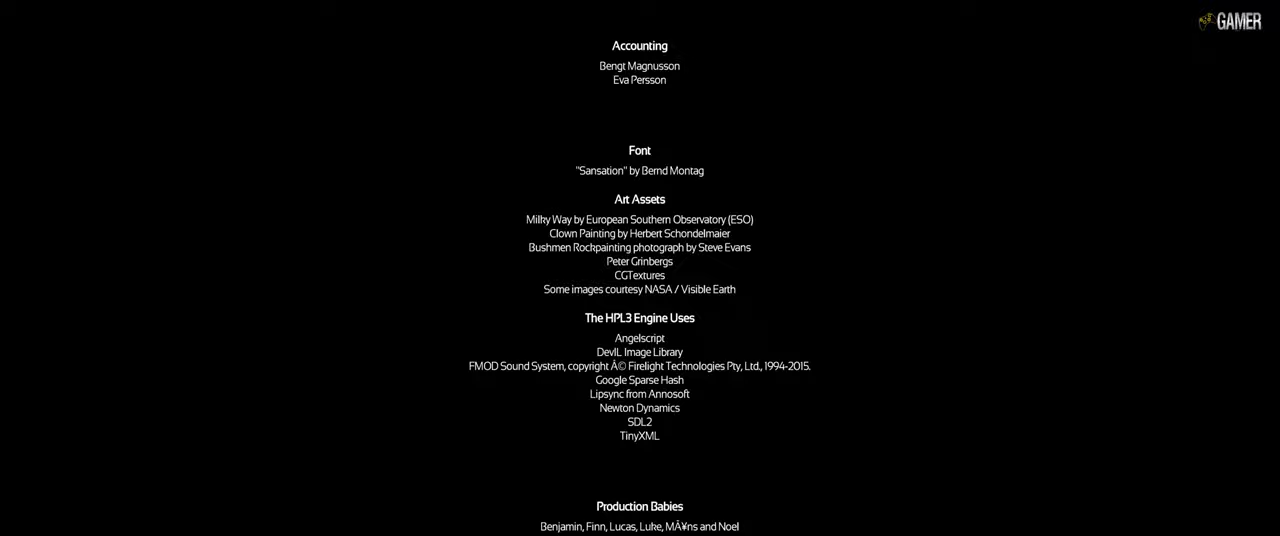 GAMER
Accounting
Bengt Magnusson
Eva Persson
Font
"Sansation" by Bernd Montag
Art Assets
Milky Way by European Southern Observatory (ESO)
Clown Painting by Herbert Schondelmaier
Bushmen Rockpainting photograph by Steve Evans
Peter Grinbergs
CGTextures
Some images courtesy NASA / Visible Earth
The HPL3 Engine Uses
Angelscript
DevIL Image Library
FMOD Sound System, copyright Â© Firelight Technologies Pty, Ltd., 1994-2015.
Google Sparse Hash
Lipsync from Annosoft
Newton Dynamics
SDL2
TinyXML
Production Babies
Benjamin, Finn, Lucas, Luke, MÃ¥ns and Noel